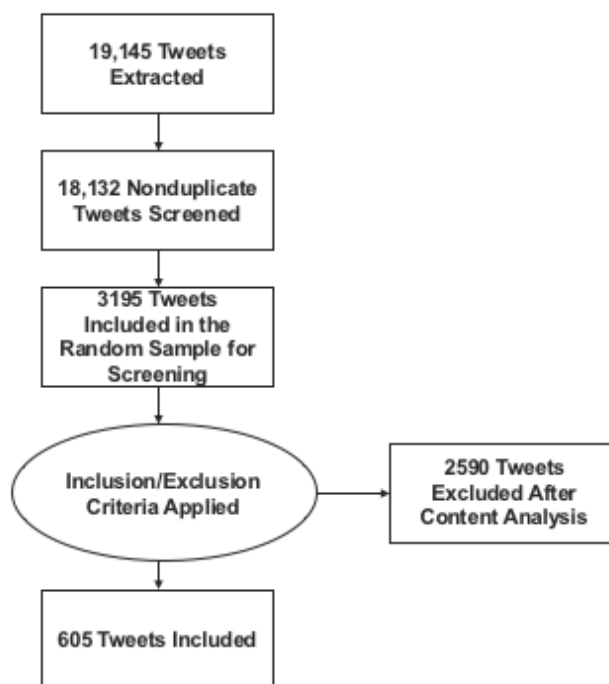 19,145 Tweets
Extracted
18,132 Nonduplicate
Tweets Screened
3195 Tweets
Included in the
Random Sample for
Screening
Inclusion/Exclusion
Criteria Applied
2590 Tweets
Excluded After
Content Analysis
605 Tweets Included